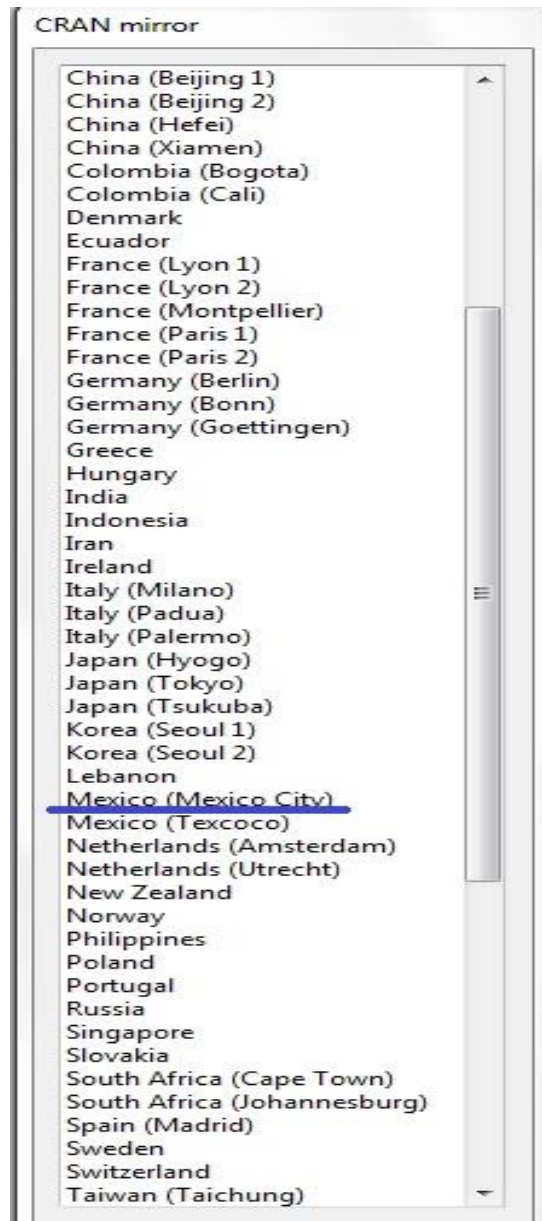 CRAN mirror
China (Beijing 1)
China (Beijing 2)
China (Hefei)
China (Xiamen)
Colombia (Bogota)
Colombia (Cali)
Denmark
Ecuador
France (Lyon 1)
France (Lyon 2)
France (Montpellier)
France (Paris 1)
France (Paris 2)
Germany (Berlin)
Germany (Bonn)
Germany (Goettingen)
Greece
Hungary
India
Indonesia
Iran
Ireland
Italy (Milano)
Italy (Padua)
Italy (Palermo)
Japan (Hyogo)
Japan (Tokyo)
Japan (Tsukuba)
Korea (Seoul 1)
Korea (Seoul 2)
Lebanon
Mexico (Mexico City)
Mexico (Texcoco)
Netherlands (Amsterdam)
Netherlands (Utrecht)
New Zealand
Norway
Philippines
Poland
Portugal
Russia
Singapore
Slovakia
South Africa (Cape Town)
South Africa (Johannesburg)
Spain (Madrid)
Sweden
Switzerland
Taiwan (Taichung)